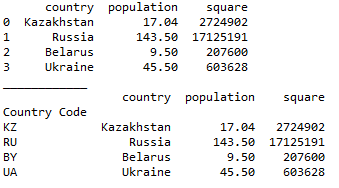 country population square
0 Kazakhstan 17.04 2724902
1 Russia 143.50 17125191
2 Belarus 9.50 207600
3 Ukraine 45.50 603628
____________
country population square
Country Code
KZ Kazakhstan 17.04 2724902
RU Russia 143.50 17125191
BY Belarus 9.50 207600
UA Ukraine 45.50 603628